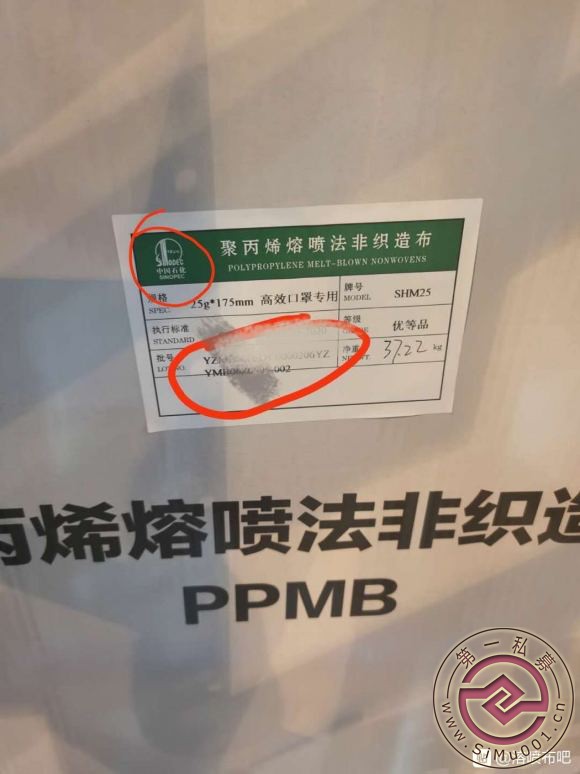 中国石化
SINOPEC
聚丙烯熔喷法非织造布
POLYPROPYLENE MELT-BLOWN NONWOVENS
规格
SPEC.
25g*175mm 高效口罩专用
牌号
MODEL
SHM25
执行标准
STANDARD
等级
优等品
批号
LOT NO.
净重
37.22 kg
丙烯熔喷法非织造
PPMB
第一私募
www.simu001.cn
@熔喷布吧